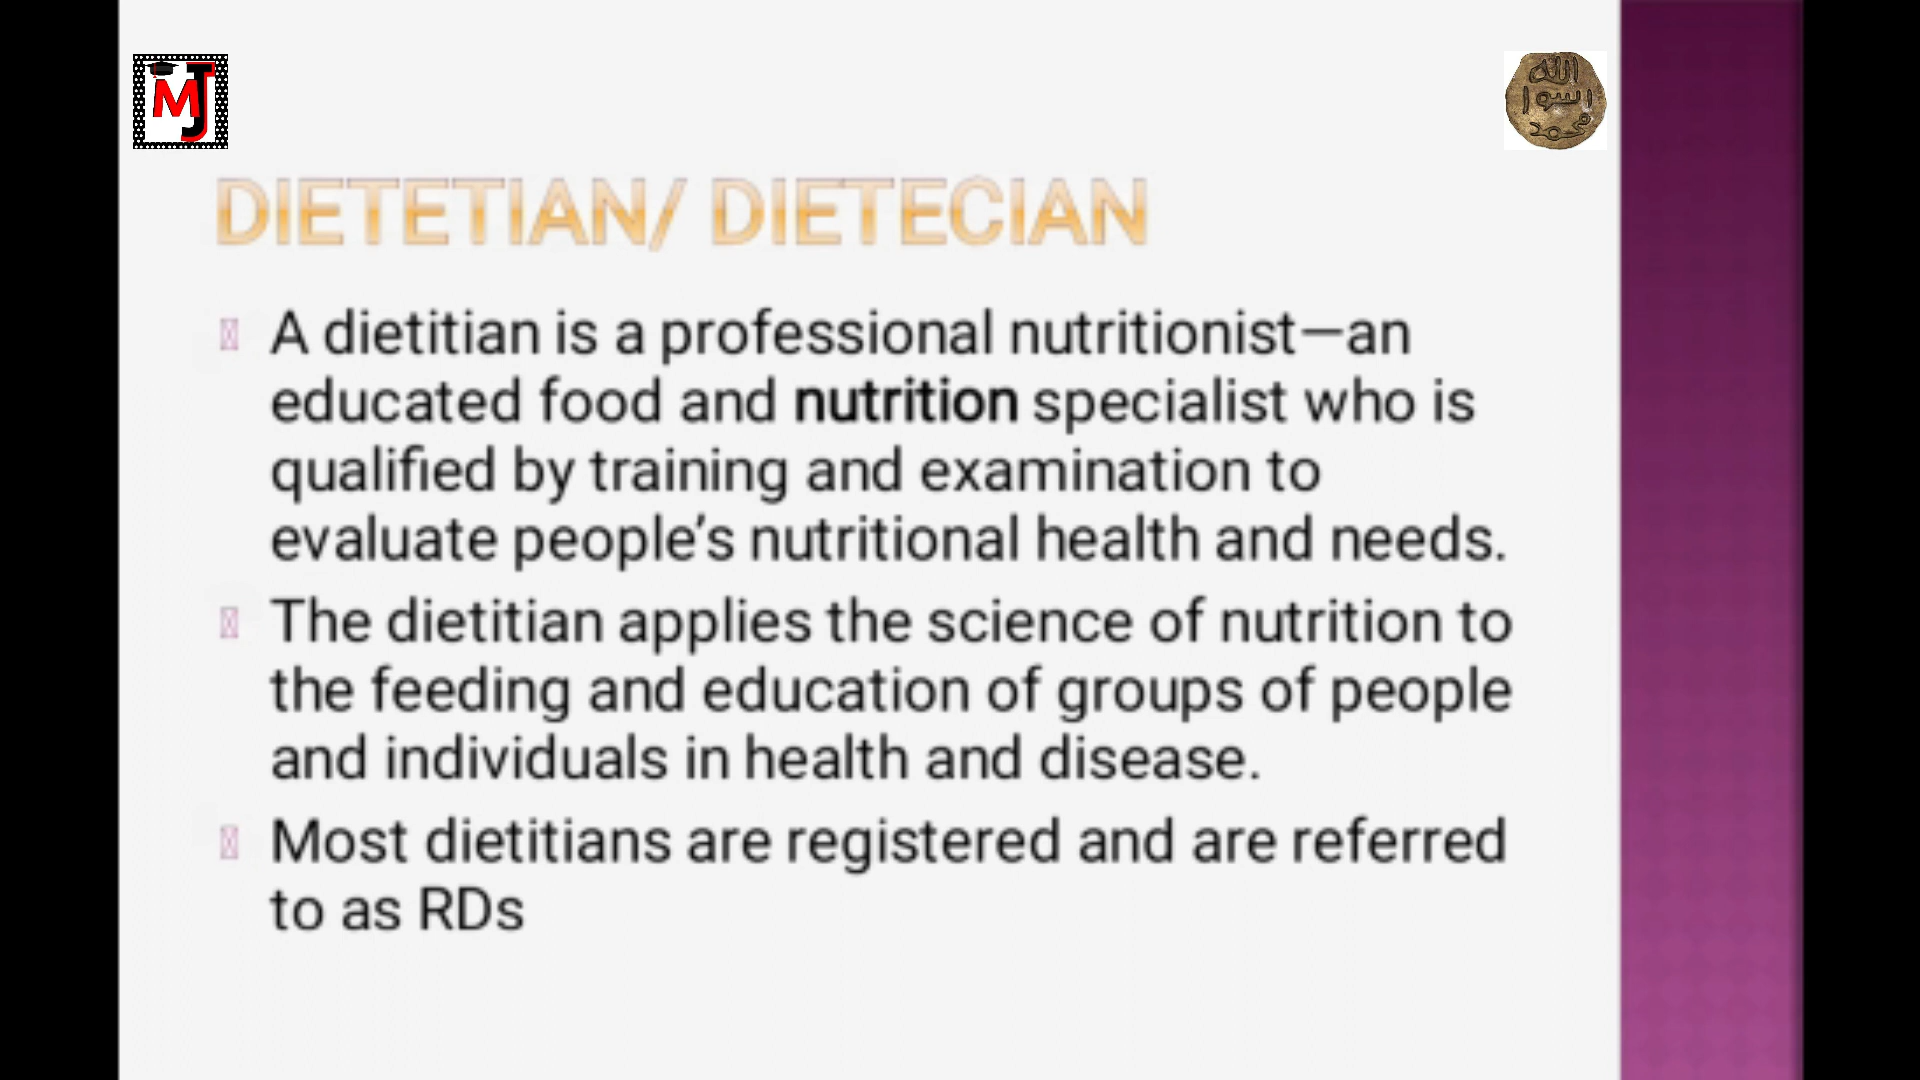 MJ
الله
رسول
محمد
DIETETIAN/ DIETECIAN
A dietitian is a professional nutritionist—an
educated food and nutrition specialist who is
qualified by training and examination to
evaluate people’s nutritional health and needs.
The dietitian applies the science of nutrition to
the feeding and education of groups of people
and individuals in health and disease.
Most dietitians are registered and are referred
to as RDs